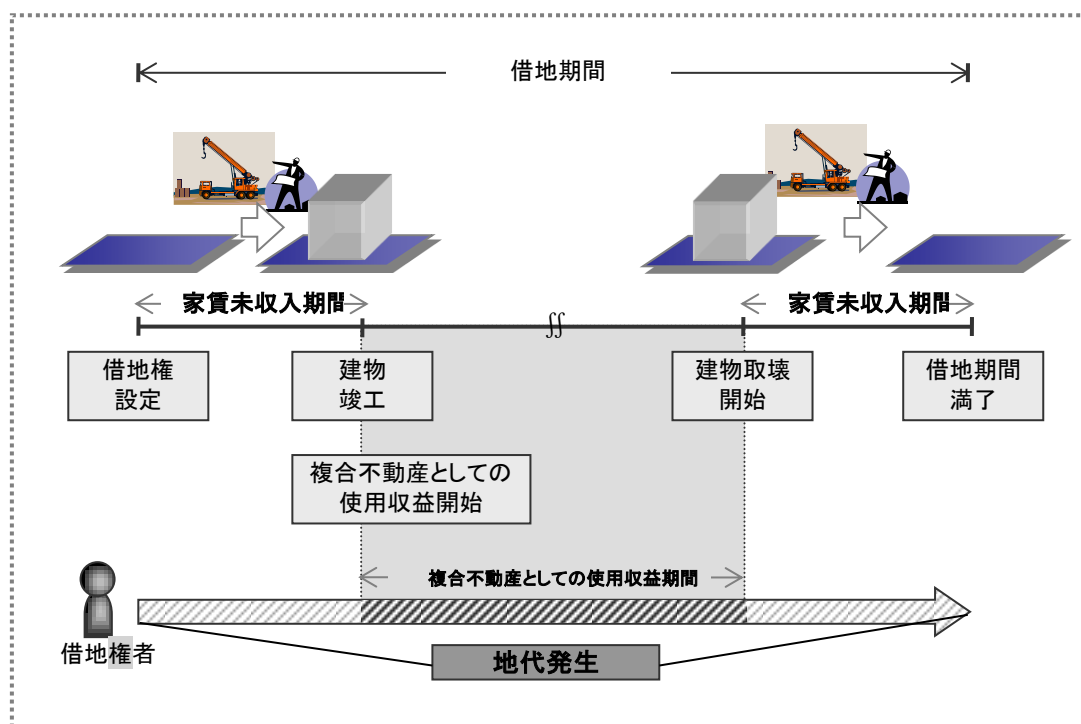 借地期間
家賃未収入期間
家賃未収入期間
∬
借地権
設定
建物
竣工
建物取壊
開始
借地期間
満了
複合不動産としての
使用収益開始
複合不動産としての使用収益期間
借地権者
地代発生